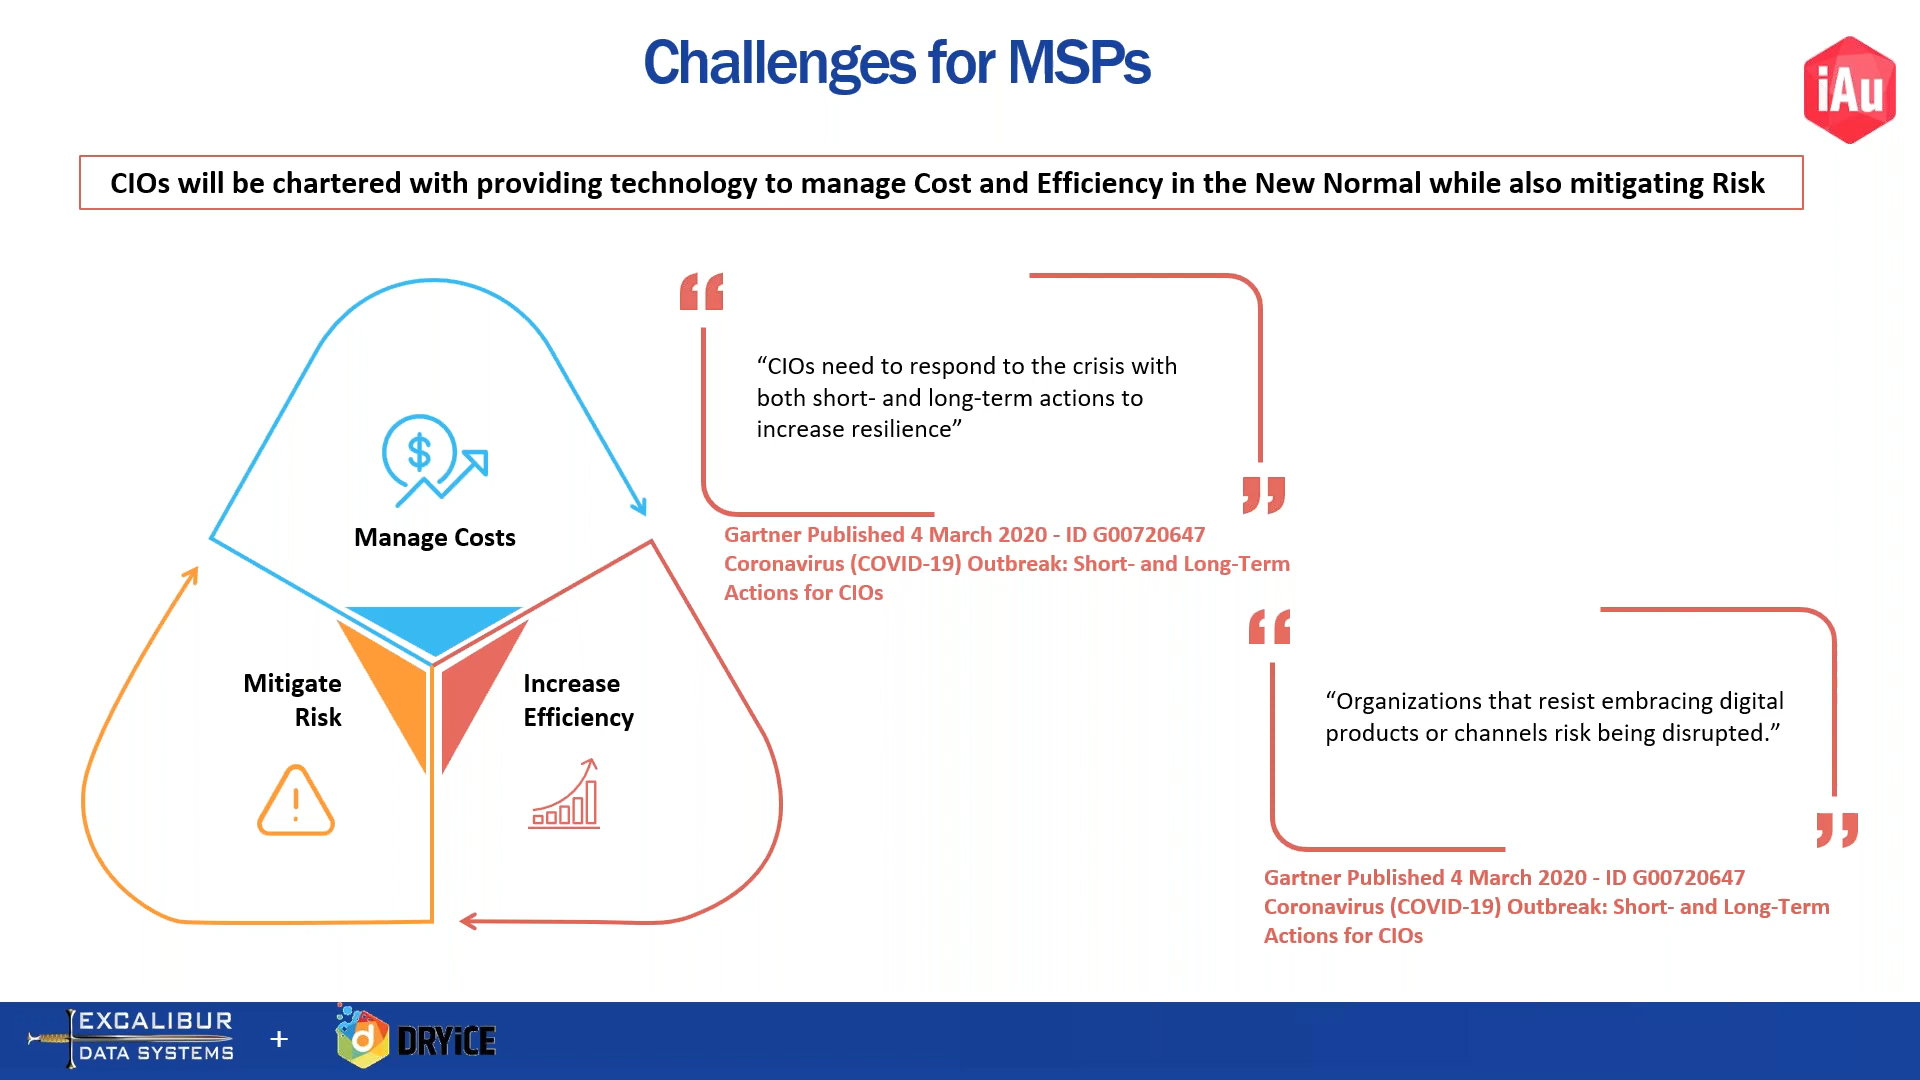 Challenges for MSPs
iAu
CIOs will be chartered with providing technology to manage Cost and Efficiency in the New Normal while also mitigating Risk
“CIOs need to respond to the crisis with
both short- and long-term actions to
increase resilience”
Gartner Published 4 March 2020 - ID G00720647
Coronavirus (COVID-19) Outbreak: Short- and Long-Term
Actions for CIOs
$
Manage Costs
Mitigate
Risk
Increase
Efficiency
“Organizations that resist embracing digital
products or channels risk being disrupted.”
Gartner Published 4 March 2020 - ID G00720647
Coronavirus (COVID-19) Outbreak: Short- and Long-Term
Actions for CIOs
EXCALIBUR
DATA SYSTEMS
+
d
DRYiCE